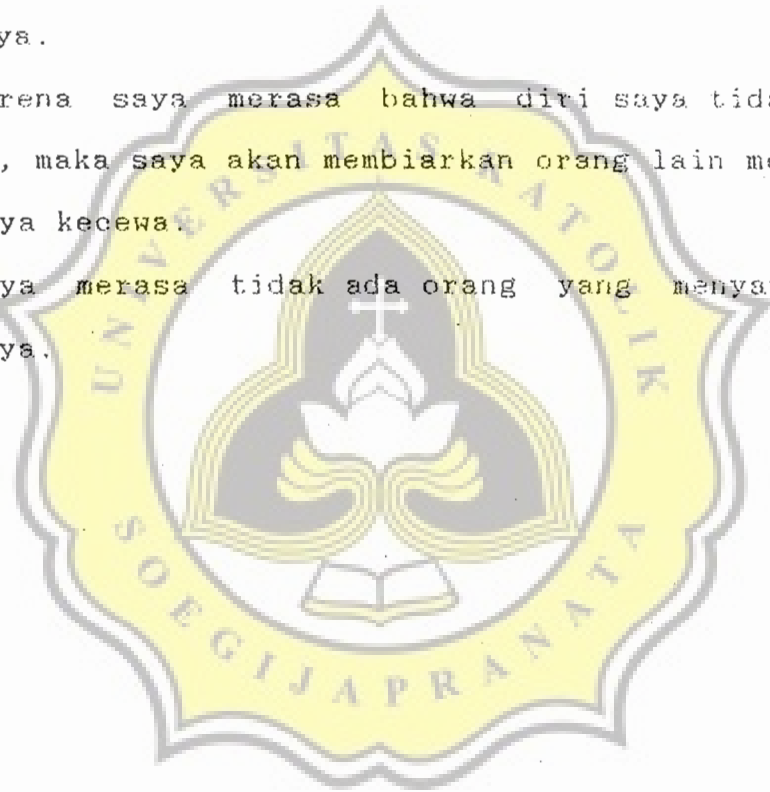 ya.
rena saya merasa bahwa diri saya tida
, maka saya akan membiarkan orang lain me
ya kecewa.
ya merasa tidak ada orang yang menya
ya.
UNIVERSITAS KATOLIK
SOEGIJAPRANATA